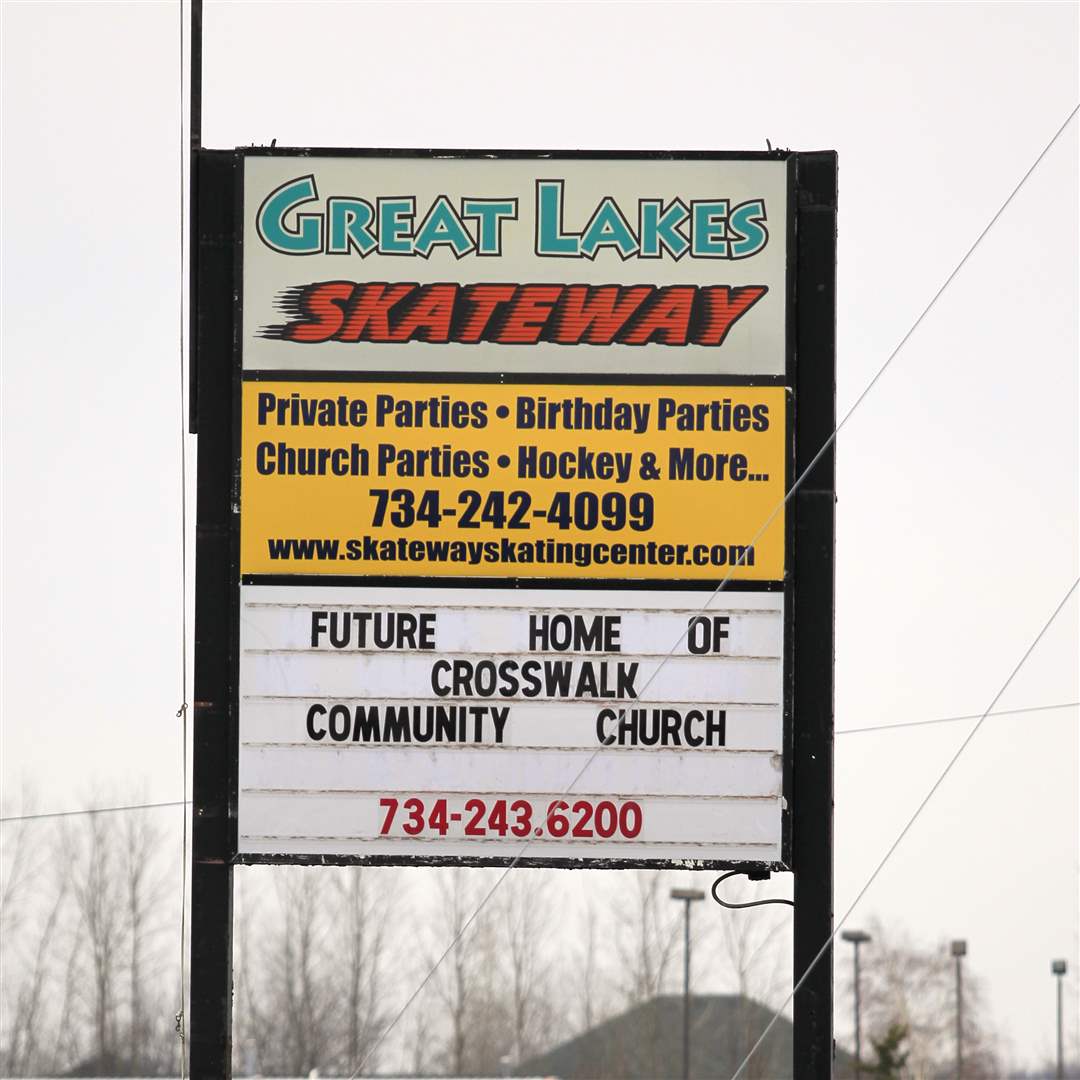 GREAT LAKES
SKATEWAY
Private Parties • Birthday Parties
Church Parties • Hockey & More...
734-242-4099
www.skatewayskatingcenter.com
FUTURE HOME OF
CROSSWALK
COMMUNITY CHURCH
734-243.6200